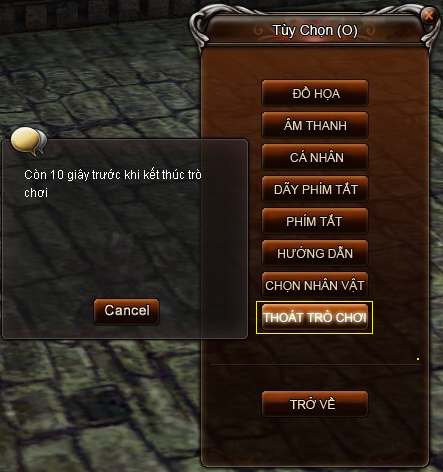 Tùy Chọn (O)
ĐỒ HỌA
ÂM THANH
CÁ NHÂN
DÃY PHÍM TẮT
PHÍM TẮT
HƯỚNG DẪN
CHỌN NHÂN VẬT
THOÁT TRÒ CHƠI
TRỞ VỀ
Còn 10 giây trước khi kết thúc trò
chơi
Cancel